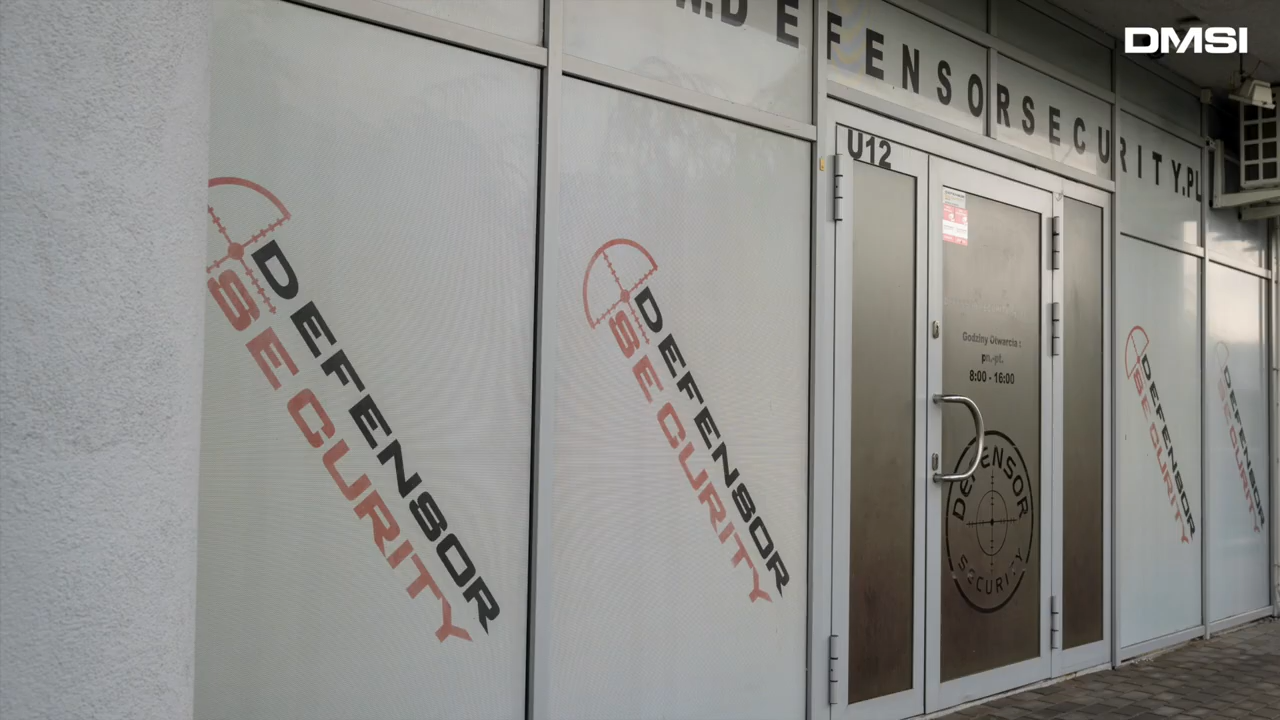 DMSI
W.DEFENSORSECURITY.PL
U12
Godziny Otwarcia :
pn.-pt.
8:00 - 16:00
DEFENSOR
SECURITY
DEFENSOR
SECURITY
DEFENSOR
SECURITY
DEFENSOR
SECURITY
DEFENSOR
SECURITY